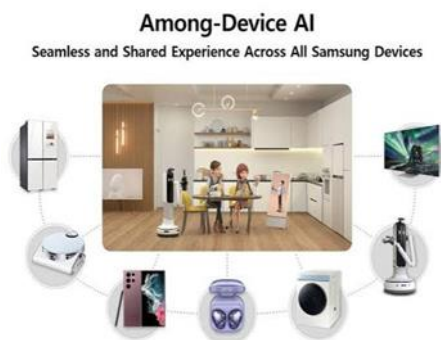 Among-Device AI
Seamless and Shared Experience Across All Samsung Devices